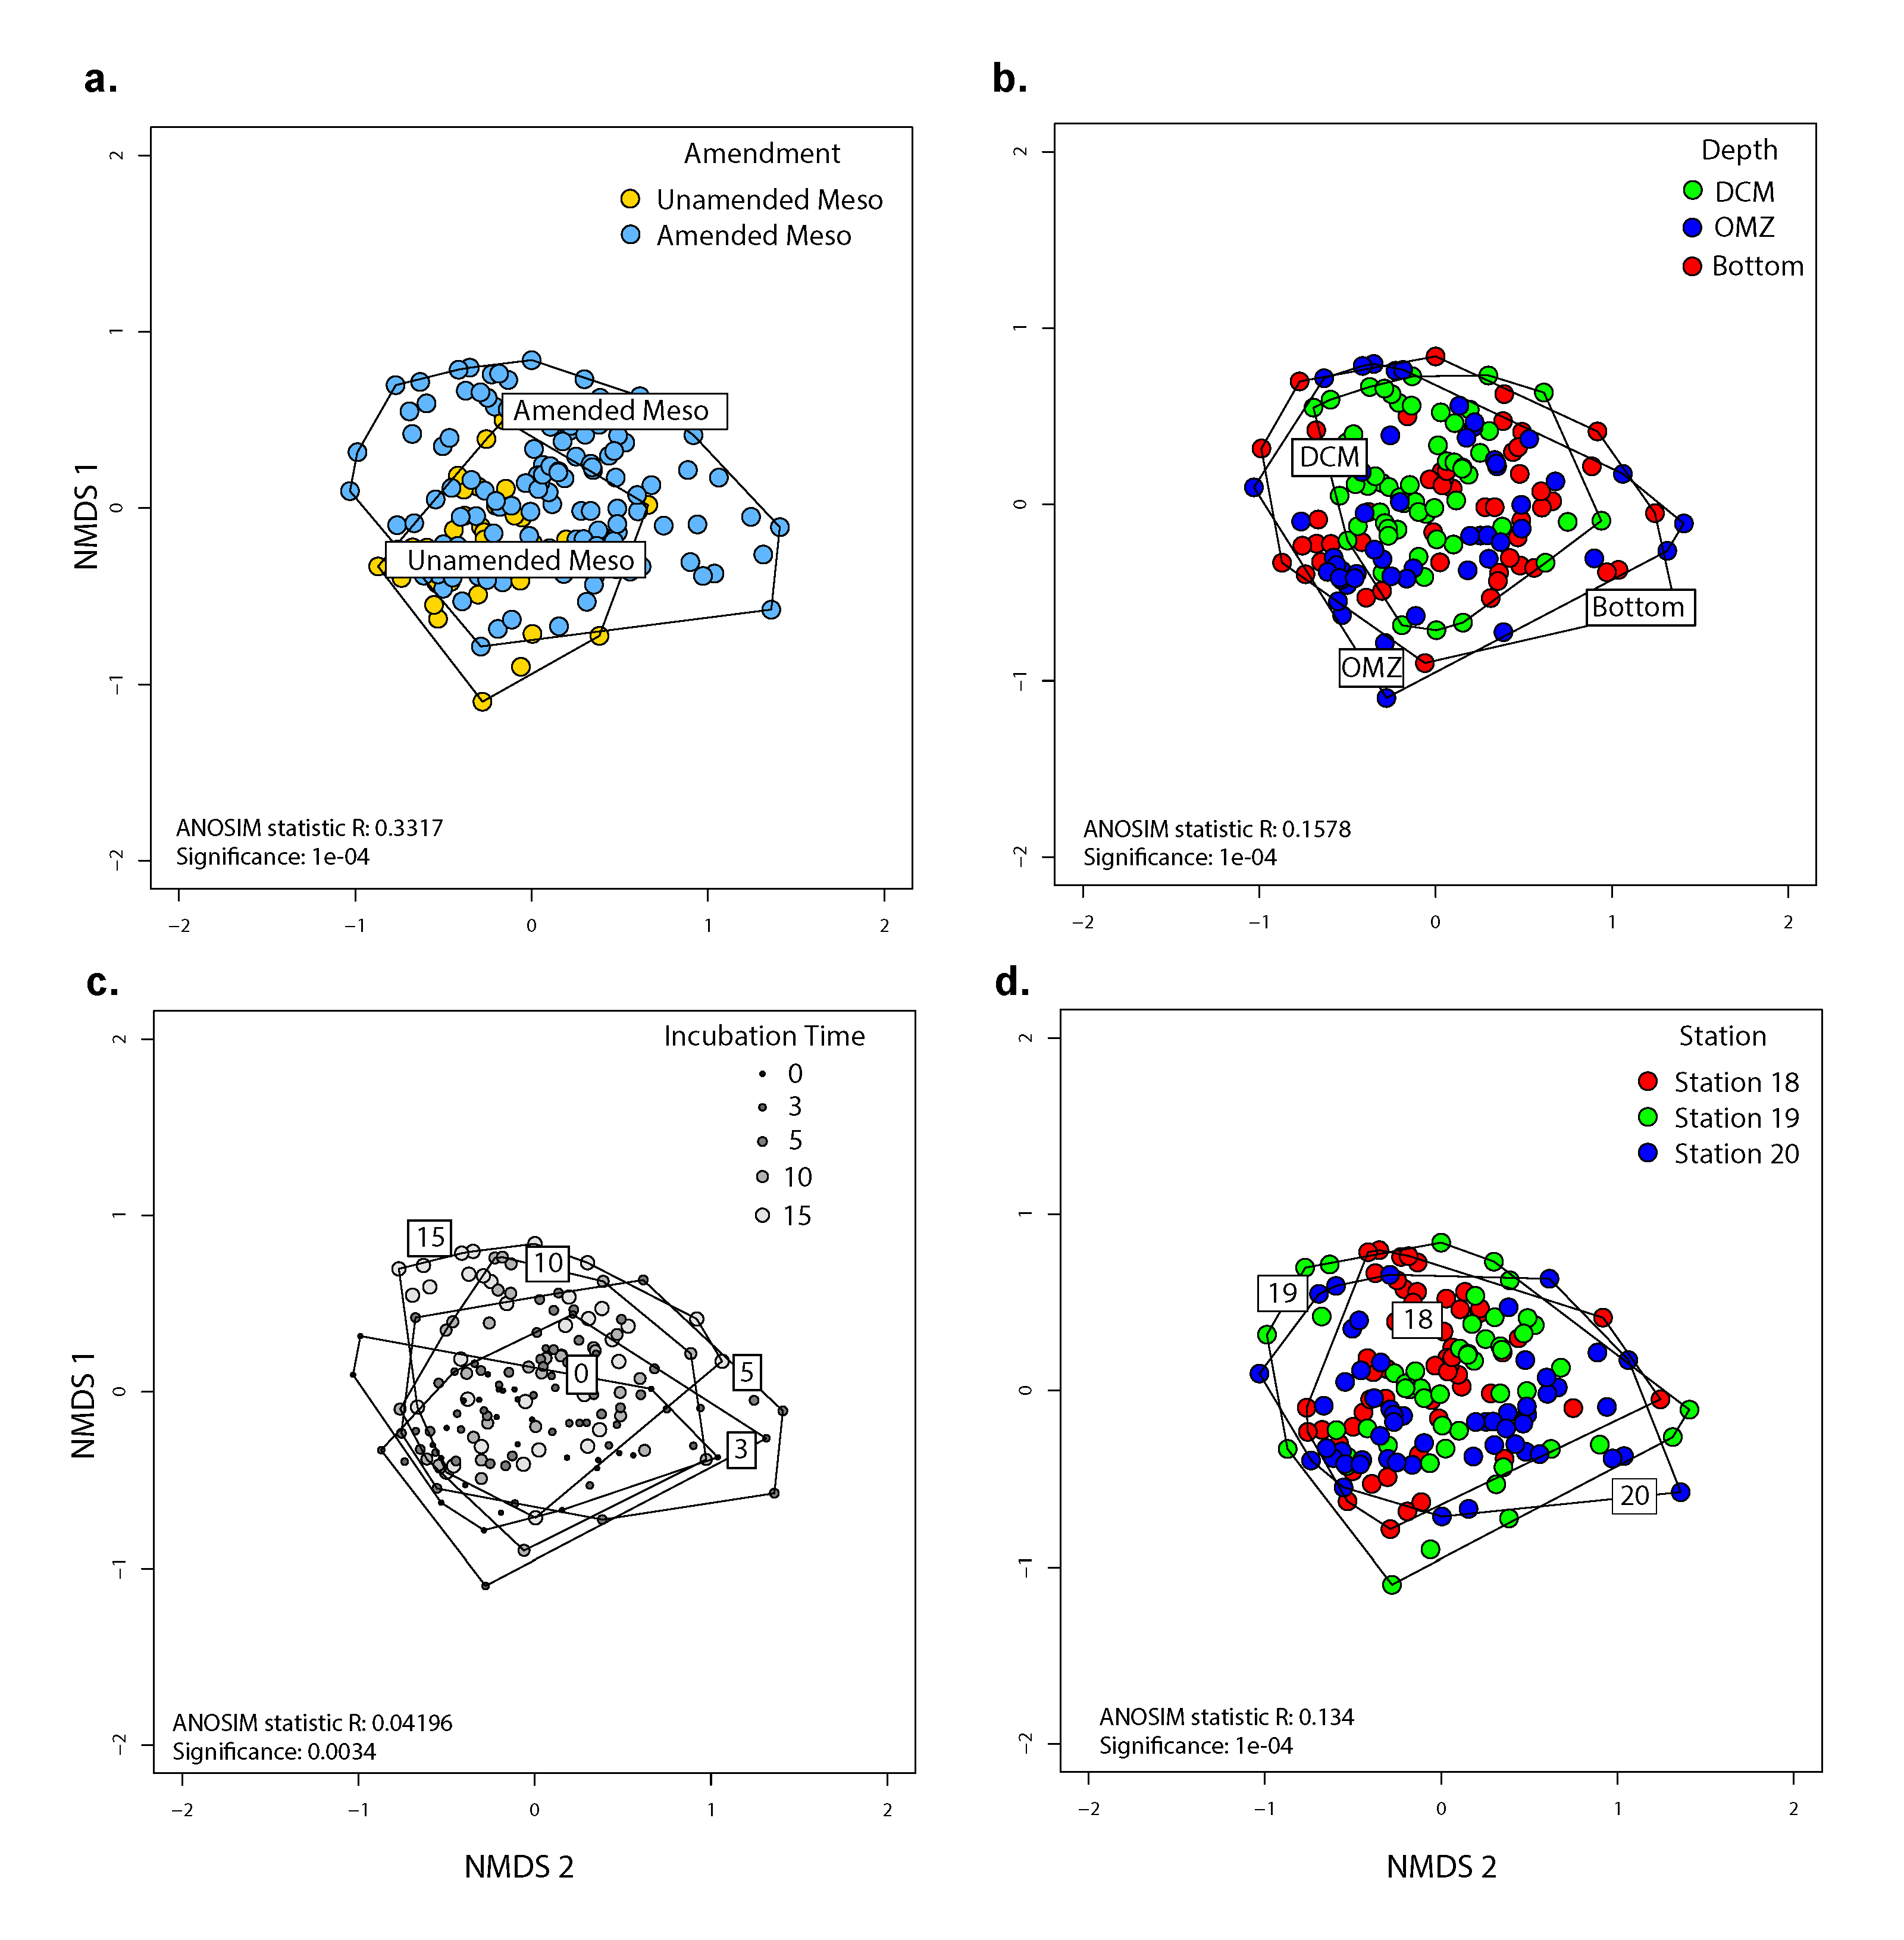 a.
Amendment
Unamended Meso
Amended Meso
Amended Meso
Unamended Meso
ANOSIM statistic R: 0.3317
Significance: 1e-04
NMDS 1
2
1
0
−1
−2
−2
−1
0
1
2
b.
Depth
DCM
OMZ
Bottom
DCM
Bottom
OMZ
ANOSIM statistic R: 0.1578
Significance: 1e-04
2
1
0
−1
−2
−2
−1
0
1
2
c.
Incubation Time
0
3
5
10
15
15
10
0
5
3
ANOSIM statistic R: 0.04196
Significance: 0.0034
NMDS 1
2
1
0
−1
−2
−2
−1
0
1
2
NMDS 2
d.
Station
Station 18
Station 19
Station 20
19
18
20
ANOSIM statistic R: 0.134
Significance: 1e-04
2
1
0
−1
−2
−2
−1
0
1
2
NMDS 2